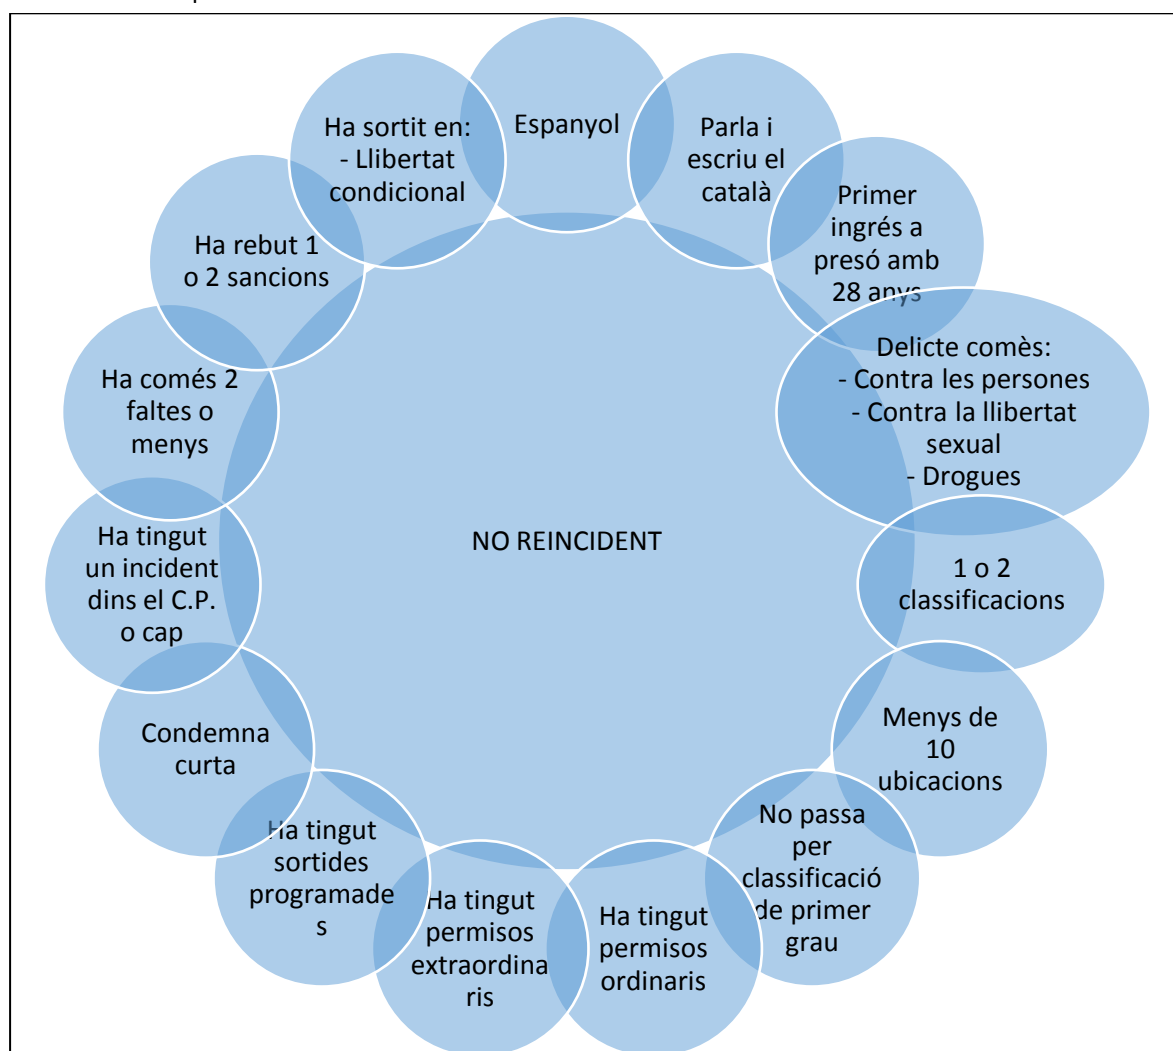 Espanyol
Parla i
escriu el
català
Primer
ingrés a
presó amb
28 anys
Delicte comès:
- Contra les persones
- Contra la llibertat
sexual
- Drogues
1 o 2
classificacions
Menys de
10
ubicacions
No passa
per
classificació
de primer
grau
Ha tingut
permisos
ordinaris
Ha tingut
permisos
extraordina
ris
Ha tingut
sortides
programade
s
Condemna
curta
Ha tingut
un incident
dins el C.P.
o cap
Ha comés 2
faltes o
menys
Ha rebut 1
o 2 sancions
Ha sortit en:
- Llibertat
condicional
NO REINCIDENT